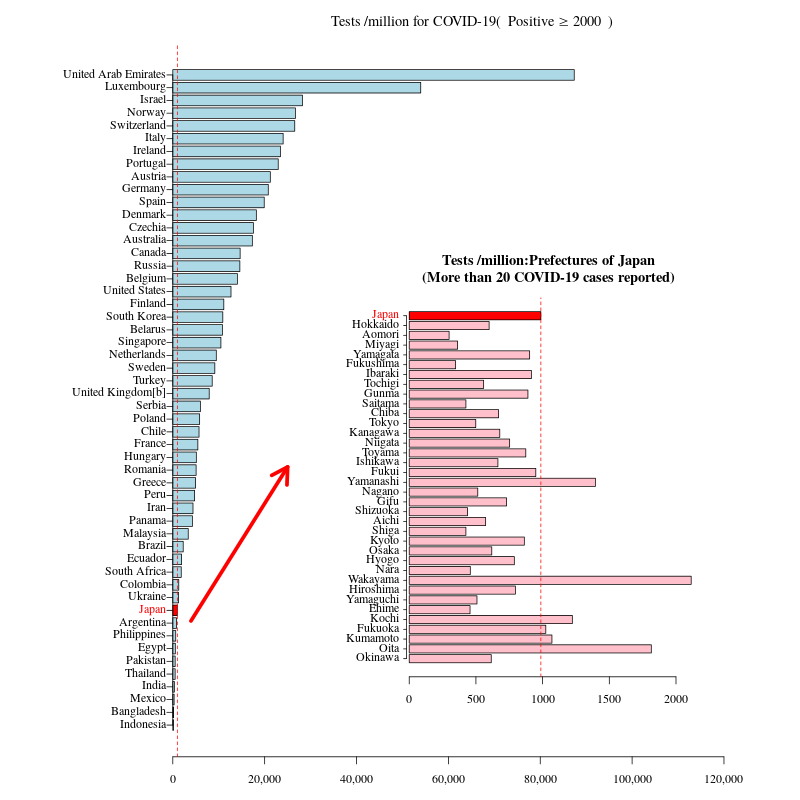 Tests /million for COVID-19( Positive ≥ 2000 )
United Arab Emirates
Luxembourg
Israel
Norway
Switzerland
Italy
Ireland
Portugal
Austria
Germany
Spain
Denmark
Czechia
Australia
Canada
Russia
Belgium
United States
Finland
South Korea
Belarus
Singapore
Netherlands
Sweden
Turkey
United Kingdom[b]
Serbia
Poland
Chile
France
Hungary
Romania
Greece
Peru
Iran
Panama
Malaysia
Brazil
Ecuador
South Africa
Colombia
Ukraine
Japan
Argentina
Philippines
Egypt
Pakistan
Thailand
India
Mexico
Bangladesh
Indonesia
0 20,000 40,000 60,000 80,000 100,000 120,000
Tests /million:Prefectures of Japan
(More than 20 COVID-19 cases reported)
Japan
Hokkaido
Aomori
Miyagi
Yamagata
Fukushima
Ibaraki
Tochigi
Gunma
Saitama
Chiba
Tokyo
Kanagawa
Niigata
Toyama
Ishikawa
Fukui
Yamanashi
Nagano
Gifu
Shizuoka
Aichi
Shiga
Kyoto
Osaka
Hyogo
Nara
Wakayama
Hiroshima
Yamaguchi
Ehime
Kochi
Fukuoka
Kumamoto
Oita
Okinawa
0 500 1000 1500 2000